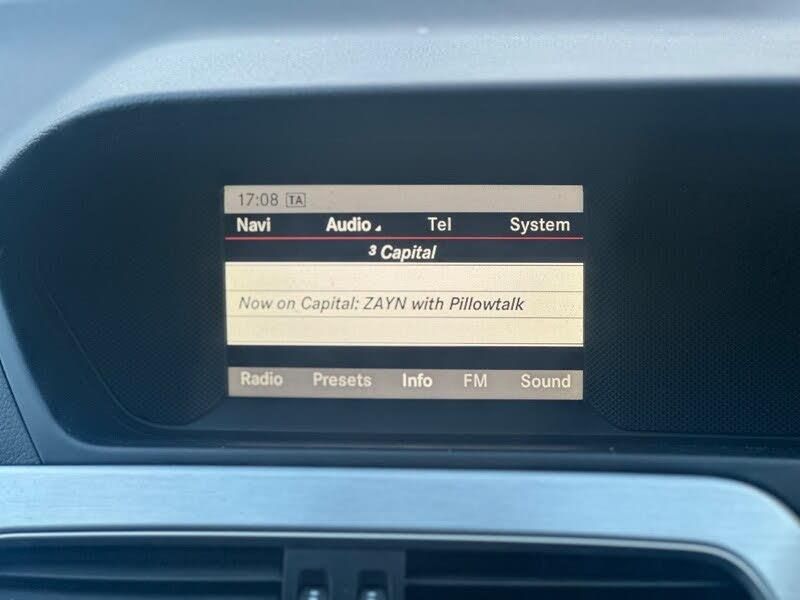 17:08 TA
Navi Audio Tel System
³ Capital
Now on Capital: ZAYN with Pillowtalk
Radio Presets Info FM Sound